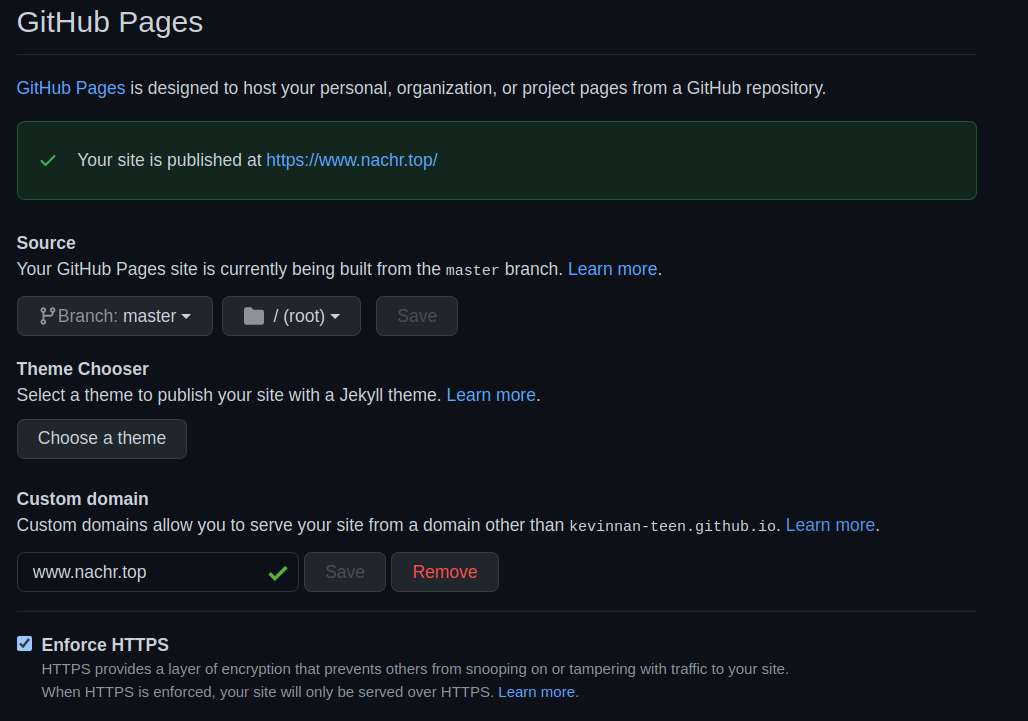 GitHub Pages
GitHub Pages is designed to host your personal, organization, or project pages from a GitHub repository.
Your site is published at https://www.nachr.top/
Source
Your GitHub Pages site is currently being built from the master branch. Learn more.
Branch: master
/ (root)
Save
Theme Chooser
Select a theme to publish your site with a Jekyll theme. Learn more.
Choose a theme
Custom domain
Custom domains allow you to serve your site from a domain other than kevinnan-teen.github.io. Learn more.
www.nachr.top
Save
Remove
Enforce HTTPS
HTTPS provides a layer of encryption that prevents others from snooping on or tampering with traffic to your site.
When HTTPS is enforced, your site will only be served over HTTPS. Learn more.